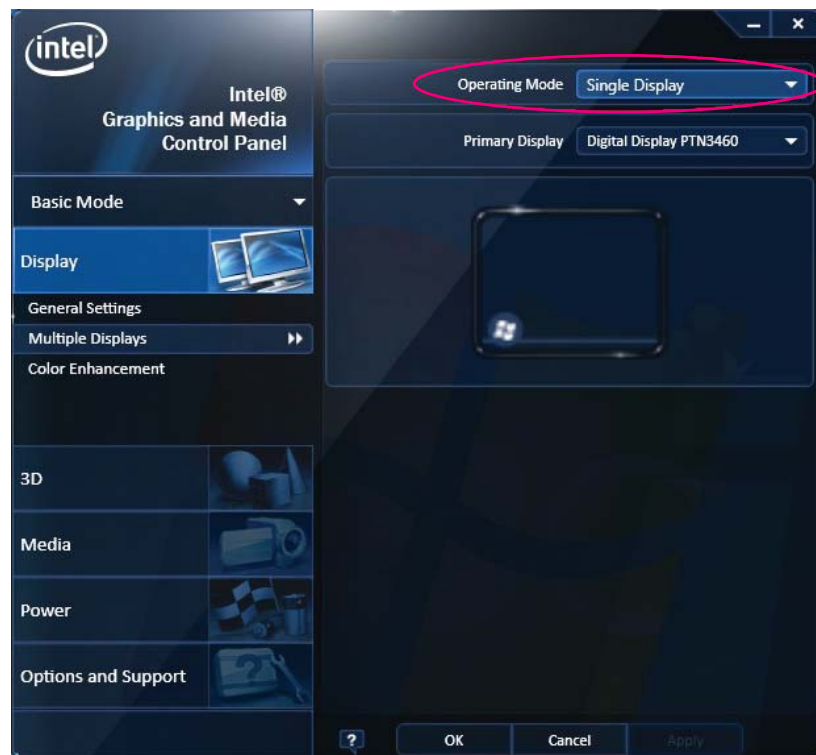 intel
Intel®
Graphics and Media
Control Panel
Basic Mode
Display
General Settings
Multiple Displays
Color Enhancement
3D
Media
Power
Options and Support
Operating Mode Single Display
Primary Display Digital Display PTN3460
? OK Cancel Apply